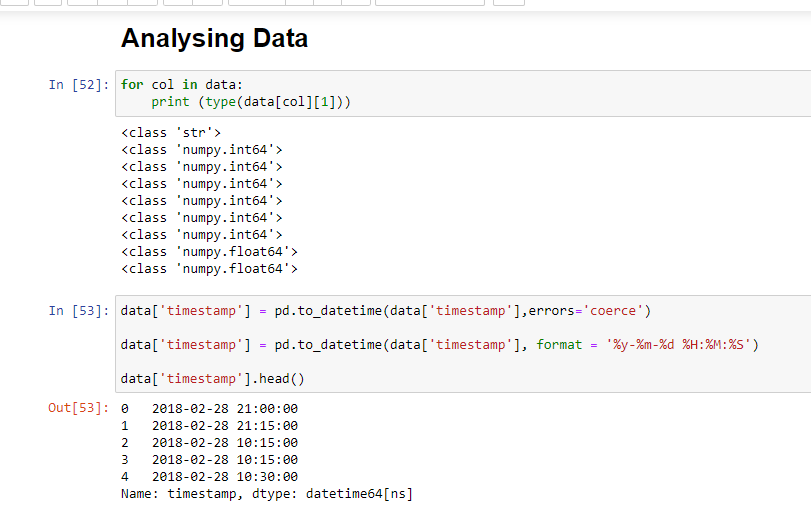 Analysing Data
In [52]: for col in data:
    print (type(data[col][1]))
<class 'str'>
<class 'numpy.int64'>
<class 'numpy.int64'>
<class 'numpy.int64'>
<class 'numpy.int64'>
<class 'numpy.int64'>
<class 'numpy.int64'>
<class 'numpy.float64'>
<class 'numpy.float64'>
In [53]: data['timestamp'] = pd.to_datetime(data['timestamp'],errors='coerce')
data['timestamp'] = pd.to_datetime(data['timestamp'], format = '%y-%m-%d %H:%M:%S')
data['timestamp'].head()
Out[53]: 0   2018-02-28 21:00:00
1   2018-02-28 21:15:00
2   2018-02-28 10:15:00
3   2018-02-28 10:15:00
4   2018-02-28 10:30:00
Name: timestamp, dtype: datetime64[ns]